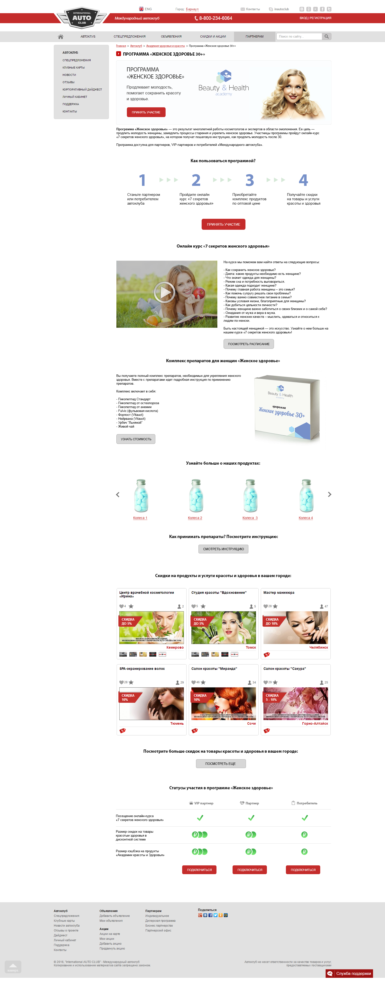 ENG
Город: Барнаул
Контакты
inautoclub
INTERNATIONAL
AUTO
CLUB
Международный автоклуб
8-800-234-6064
ВХОД | РЕГИСТРАЦИЯ
АВТОКЛУБ
СПЕЦПРЕДЛОЖЕНИЯ
ОБЪЯВЛЕНИЯ
СКИДКИ И АКЦИИ
ПАРТНЕРАМ
Поиск по сайту...
АВТОКЛУБ
СПЕЦПРЕДЛОЖЕНИЯ
КЛУБНЫЕ КАРТЫ
НОВОСТИ
ОТЗЫВЫ
КОРПОРАТИВНЫЙ ДАЙДЖЕСТ
ЛИЧНЫЙ КАБИНЕТ
ПОДДЕРЖКА
КОНТАКТЫ
Главная > Автоклуб > Академия здоровья и красоты > Программа «Женское здоровье 30+»
ПРОГРАММА «ЖЕНСКОЕ ЗДОРОВЬЕ 30+»
ПРОГРАММА
«ЖЕНСКОЕ ЗДОРОВЬЕ»
Продлевает молодость,
помогает сохранить красоту
и здоровье.
ПРИНЯТЬ УЧАСТИЕ
Beauty & Health
academy
Программа «Женское здоровье» — это результат многолетней работы косметологов и экспертов в области омоложения. Ее цель —
продлить молодость женщины, замедлить процессы старения и укрепить женское здоровье. Участницы программы пройдут онлайн-курс
«7 секретов женского здоровья», на котором получат пошаговую инструкцию, как продлить молодость после 30.
Программа доступна для партнеров, VIP-партнеров и потребителей «Международного автоклуба».
Как пользоваться программой?
1
2
3
4
Станьте партнером
или потребителем
автоклуба
Пройдите онлайн
курс «7 секретов
женского здоровья»
Приобретайте
комплекс продуктов
по оптовой цене
Получайте скидки
на товары и услуги
красоты и здоровья
ПРИНЯТЬ УЧАСТИЕ
Онлайн курс «7 секретов женского здоровья»
На курсе мы поможем вам найти ответы на следующие вопросы:
- Как сохранить женское здоровье?
- Диета: какие продукты необходимо есть женщине?
- Что значит одежда для женщины?
- Режим сна и потребность выговориться.
- Какая одежда подходит женщине?
- Почему главная работа женщины – это семья?
- Как помочь супругу решать свои проблемы?
- Почему важно совместное питание в семье?
- Каковы условия жизни, благоприятные для женщины?
- Как добиться цельности личности?
- Почему женщине важно заботиться о своих близких и о самой себе?
- Ожидания от мужа и вера в мужа.
- Развитие женских качеств – мыслить, одеваться и относиться к
людям по-женски.
Быть настоящей женщиной — это искусство. Узнайте о нем больше на
нашем курсе «7 секретов женского здоровья»!
ПОСМОТРЕТЬ РАСПИСАНИЕ
Комплекс препаратов для женщин «Женское здоровье»
Вы получаете полный комплекс препаратов, необходимых для укрепления женского
здоровья. Вместе с препаратами идет подробная инструкция по применению
препаратов.
Комплекс включает в себя:
- Пикопептид Стандарт
- Пикопептид от остеопороза
- Пикопептид от анемии
- Fulvic (фульвовая кислота)
- Форпост (Vitauct)
- Нейрвана (Vitauct)
- Урбеч “Льняной”
- Живой чай
УЗНАТЬ СТОИМОСТЬ
Beauty & Health
academy
программа
Женское здоровье 30+
Узнайте больше о наших продуктах:
Колеса 1
Колеса 2
Колеса 3
Колеса 4
Как принимать препараты? Посмотрите инструкцию:
СМОТРЕТЬ ИНСТРУКЦИЮ
Скидки на продукты и услуги красоты и здоровья в вашем городе:
Центр врачебной косметологии
«Ирина»
4
2
СКИДКА
ДО 5%
ИМЕЮТСЯ ПРОТИВОПОКАЗАНИЯ,
НЕОБХОДИМО ПРОКОНСУЛЬТИРОВАТЬСЯ СО СПЕЦИАЛИСТОМ
Кемерово
Студия красоты "Вдохновение"
5
5
СКИДКА
ДО 5%
Томск
Мастер маникюра
28
47
СКИДКА
ДО 10%
Челябинск
SPA-экранирование волос
28
29
СКИДКА
10%
Тюмень
Салон красоты "Миранда"
46
34
СКИДКА
10%
О НАЛИЧИИ ВОЗМОЖНЫХ ПРОТИВОПОКАЗАНИЙ,
НЕОБХОДИМО ПРОКОНСУЛЬТИРОВАТЬСЯ СО СПЕЦИАЛИСТОМ
Сочи
Салон красоты "Сакура"
29
25
СКИДКА
5 - 10%
О НАЛИЧИИ ВОЗМОЖНЫХ ПРОТИВОПОКАЗАНИЙ,
НЕОБХОДИМО ПРОКОНСУЛЬТИРОВАТЬСЯ СО СПЕЦИАЛИСТОМ
Горно-Алтайск
Посмотрите больше скидок на товары красоты и здоровья в вашем городе:
ПОСМОТРЕТЬ ЕЩЕ
Статусы участия в программе «Женское здоровье»
VIP партнер
Партнер
Потребитель
Посещение онлайн-курса
«7 секретов женского здоровья»
Размер скидок на товары
красотыи здоровья в
дисконтной системе
Размер кэшбэка на продукты
«Академии красоты и Здоровья»
ПОДКЛЮЧИТЬСЯ
ПОДКЛЮЧИТЬСЯ
ПОДКЛЮЧИТЬСЯ
Автоклуб
Спецпредложения
Клубные карты
Новости автоклуба
Отзывы о проекте
Дайджест
Личный кабинет
Поддержка
Контакты
Объявления
Добавить объявление
Мои объявления
Акции
Акции на карте
Мои акции
Добавить акцию
Продвинуть акцию
Партнерам
Индивидуальное
Дилерская программа
Бизнес партнерство
Партнерский офис
Поделиться
© 2016, "International AUTO CLUB" - Международный автоклуб
Копирование и использование материалов сайта запрещено законом.
Автоклуб не несет ответственности за качество товаров и услуг,
предоставляемых поставщиками
наверх
Служба поддержки